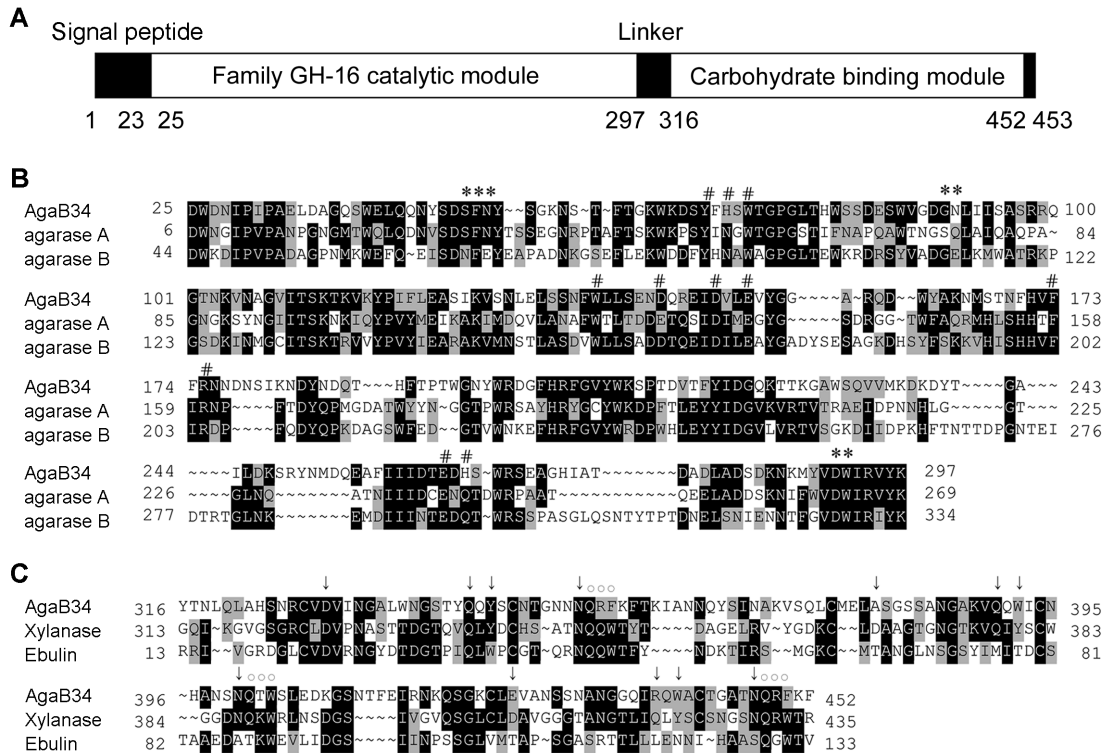 A
Signal peptide Linker
Family GH-16 catalytic module Carbohydrate binding module
1 23 25 297 316 452 453
B
*** # # # **
AgaB34 25 DWDNIPIPAELDAGQSWELQQNYSDSFNY~~SGKNS~T~FTGKWKDSYFHSWTGPGLTHWSSDESWVGDGNLIISASRRQ 100
agarase A 6 DWNGIPVPANPGNGMTWQLQDNVSDSFNYTSSEGNRPTAFTSKWKPSYINGWTGPGSTIFNAPQAWTNGSQLAIQAQPA~ 84
agarase B 44 DWKDIPVPADAGPNMKWEFQ~EISDNFEYEAPADNKGSEFLEKWDDFYHNAWAGPGLTEWKRDRSYVADGELKMWATRKP 122
# # # # #
AgaB34 101 GTNKVNAGVITSKTKVKYPIFLEASIKVSNLELSSNFWLLSENDQREIDVLEVYGG~~~~A~RQD~~WYAKNMSTNFHVF 173
agarase A 85 GNGKSYNGIITSKNKIQYPVYMEIKAKIMDQVLANAFWTLTDDETQSIDIMEGYG~~~~~SDRGG~TWFAQRMHLSHHTF 158
agarase B 123 GSDKINMGCITSKTRVVYPVYIEARAKVMNSTLASDVWLLSADDTQEIDILEAYGADYSESAGKDHSYFSKKVHISHHVF 202
#
AgaB34 174 FRNNDNSIKNDYNDQT~~~HFTPTWGNYWRDGFHRFGVYWKSPTDVTFYIDGQKTTKGAWSQVVMKDKDYT~~~~GA~~~ 243
agarase A 159 IRNP~~~~FTDYQPMGDATWYYN~GGTPWRSAYHRYGCYWKDPFTLEYYIDGVKVRTVTRAEIDPNNHLG~~~~~GT~~~ 225
agarase B 203 IRDP~~~~FQDYQPKDAGSWFED~~GTVWNKEFHRFGVYWRDPWHLEYYIDGVLVRTVSGKDIIDPKHFTNTTDPGNTEI 276
# # **
AgaB34 244 ~~~~ILDKSRYNMDQEAFIIIDTEDHS~WRSEAGHIAT~~~~~~~DADLADSDKNKMYVDWIRVYK 297
agarase A 226 ~~~~GLNQ~~~~~~~ATNIIIDCENQTDWRPAAT~~~~~~~~~~~QEELADDSKNIFWVDWIRVYK 269
agarase B 277 DTRTGLNK~~~~~~~EMDIIINTEDQT~WRSSPASGLQSNTYTPTDNELSNIENNTFGVDWIRIYK 334
C
↓ ↓ ↓ ↓○○○ ↓ ↓ ↓
AgaB34 316 YTNLQLAHSNRCVDVINGALWNGSTYQQYSCNTGNNNQRFKFTKIANNQYSINAKVSQLCMELASGSSANGAKVQQWICN 395
Xylanase 313 GQI~KGVGSGRCLDVPNASTTDGTQVQLYDCHS~ATNQQWTYT~~~~DAGELRV~YGDKC~~LDAAGTGNGTKVQIYSCW 383
Ebulin 13 RRI~~VGRDGLCVDVRNGYDTDGTPIQLWPCGT~QRNQQWTFY~~~~NDKTIRS~~MGKC~~MTANGLNSGSYIMITDCS 81
↓○○○ ↓ ↓ ↓ ↓○○○
AgaB34 396 ~HANSNQTWSLEDKGSNTFEIRNKQSGKCLEVANSSNANGGQIRQWACTGATNQRFKF 452
Xylanase 384 ~~GGDNQKWRLNSDGS~~~~IVGVQSGLCLDAVGGGTANGTLIQLYSCSNGSNQRWTR 435
Ebulin 82 TAAEDATKWEVLIDGS~~~~IINPSSGLVMTAP~SGASRTTLLLENNI~HAASQGWTV 133